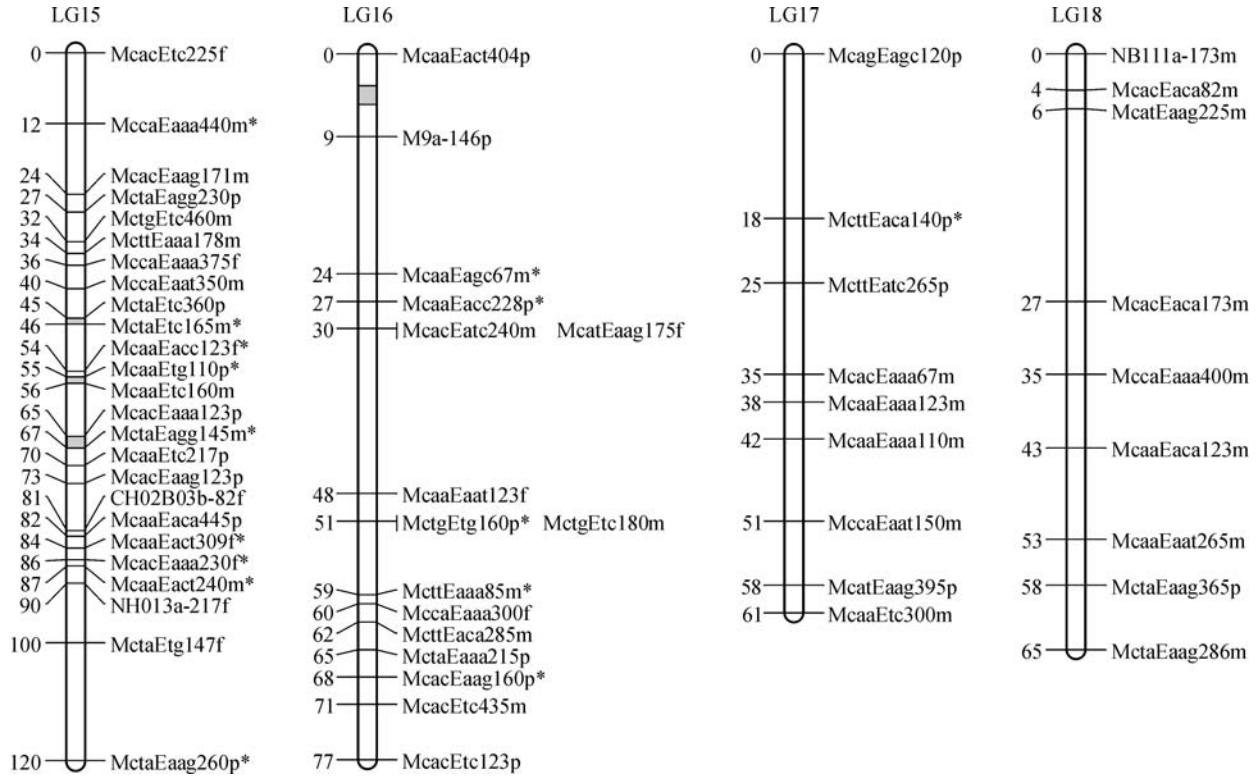 LG15
0 McacEtc225f
12 MccaEaaa440m*
24 McacEaag171m
27 MctaEagg230p
32 MctgEtc460m
34 McttEaaa178m
36 MccaEaaa375f
40 MccaEaat350m
45 MctaEtc360p
46 MctaEtc165m*
54 McaaEacc123f*
55 McaaEtg110p*
56 McaaEtc160m
65 McacEaaa123p
67 MctaEagg145m*
70 McaaEtc217p
73 McacEaag123p
81 CH02B03b-82f
82 McaaEaca445p
84 McaaEact309f*
86 McacEaaa230f*
87 McaaEact240m*
90 NH013a-217f
100 MctaEtg147f
120 MctaEaag260p*
LG16
0 McaaEact404p
9 M9a-146p
24 McaaEagc67m*
27 McaaEacc228p*
30 McacEatc240m McatEaag175f
48 McaaEaat123f
51 MctgEtg160p* MctgEtc180m
59 McttEaaa85m*
60 MccaEaaa300f
62 McttEaca285m
65 MctaEaaa215p
68 McacEaag160p*
71 McacEtc435m
77 McacEtc123p
LG17
0 McagEagc120p
18 McttEaca140p*
25 McttEatc265p
35 McacEaaa67m
38 McaaEaaa123m
42 McaaEaaa110m
51 MccaEaat150m
58 McatEaag395p
61 McaaEtc300m
LG18
0 NB111a-173m
4 McacEaca82m
6 McatEaag225m
27 McacEaca173m
35 MccaEaaa400m
43 McaaEaca123m
53 McaaEaat265m
58 MctaEaag365p
65 MctaEaag286m